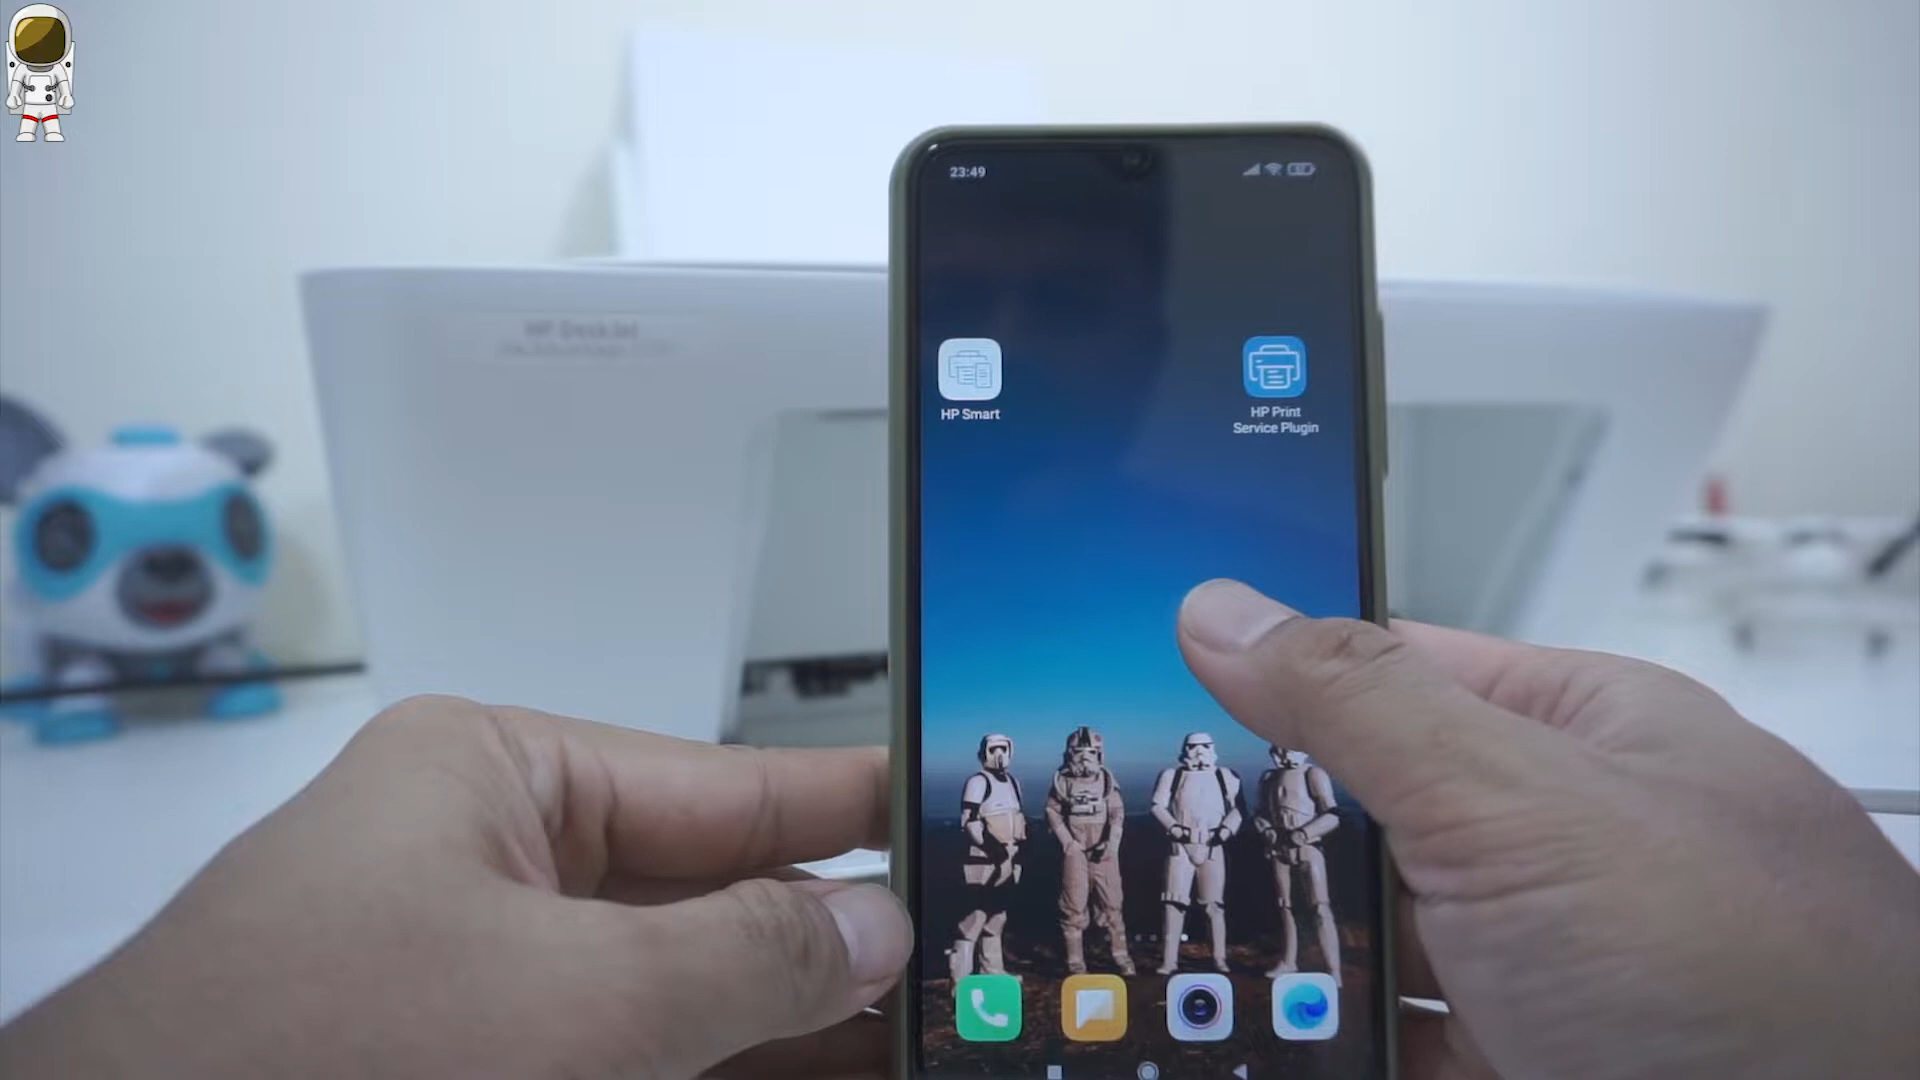 23:49
HP Smart
HP Print
Service Plugin
HP DeskJet